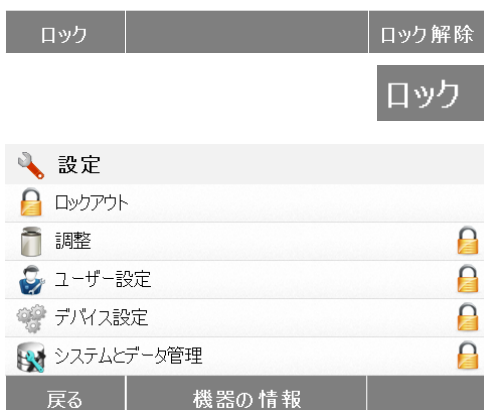 ロック ロック解除
ロック
設定
ロックアウト
調整
ユーザー設定
デバイス設定
システムとデータ管理
戻る 機器の情報